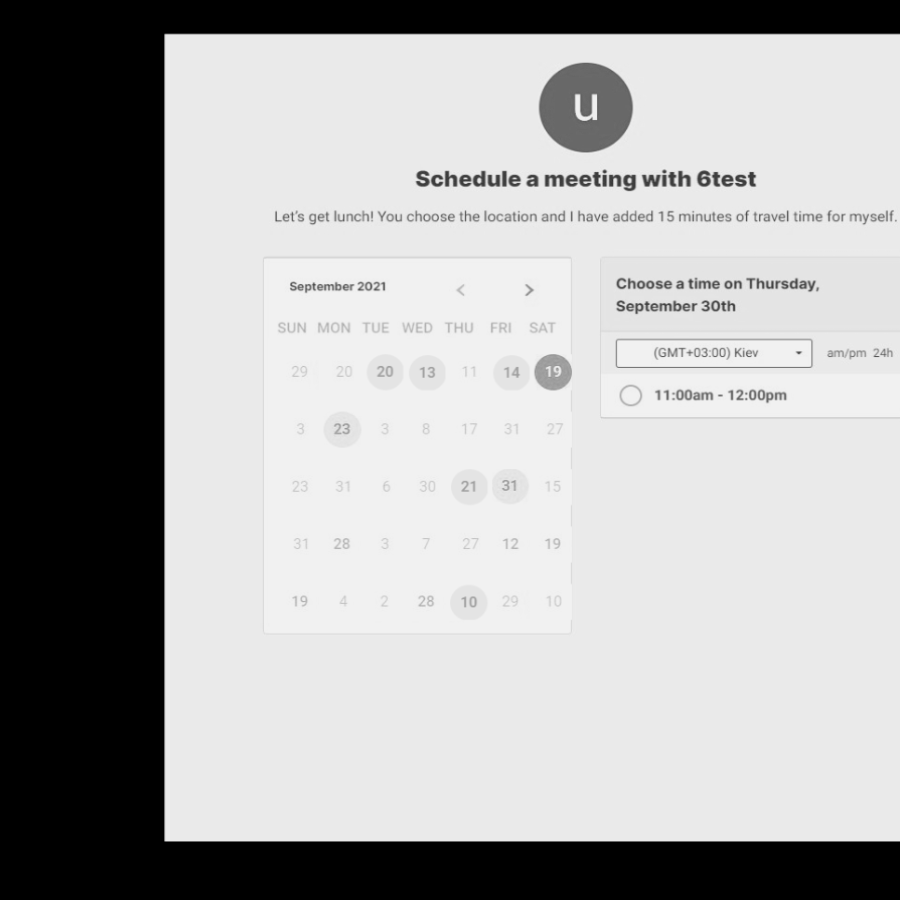 u
Schedule a meeting with 6test
Let's get lunch! You choose the location and I have added 15 minutes of travel time for myself.
September 2021
SUN MON TUE WED THU FRI SAT
29 20 20 13 11 14 19
3 23 3 8 17 31 27
23 31 6 30 21 31 15
31 28 3 7 27 12 19
19 4 2 28 10 29 10
Choose a time on Thursday,
September 30th
(GMT+03:00) Kiev am/pm 24h
11:00am - 12:00pm